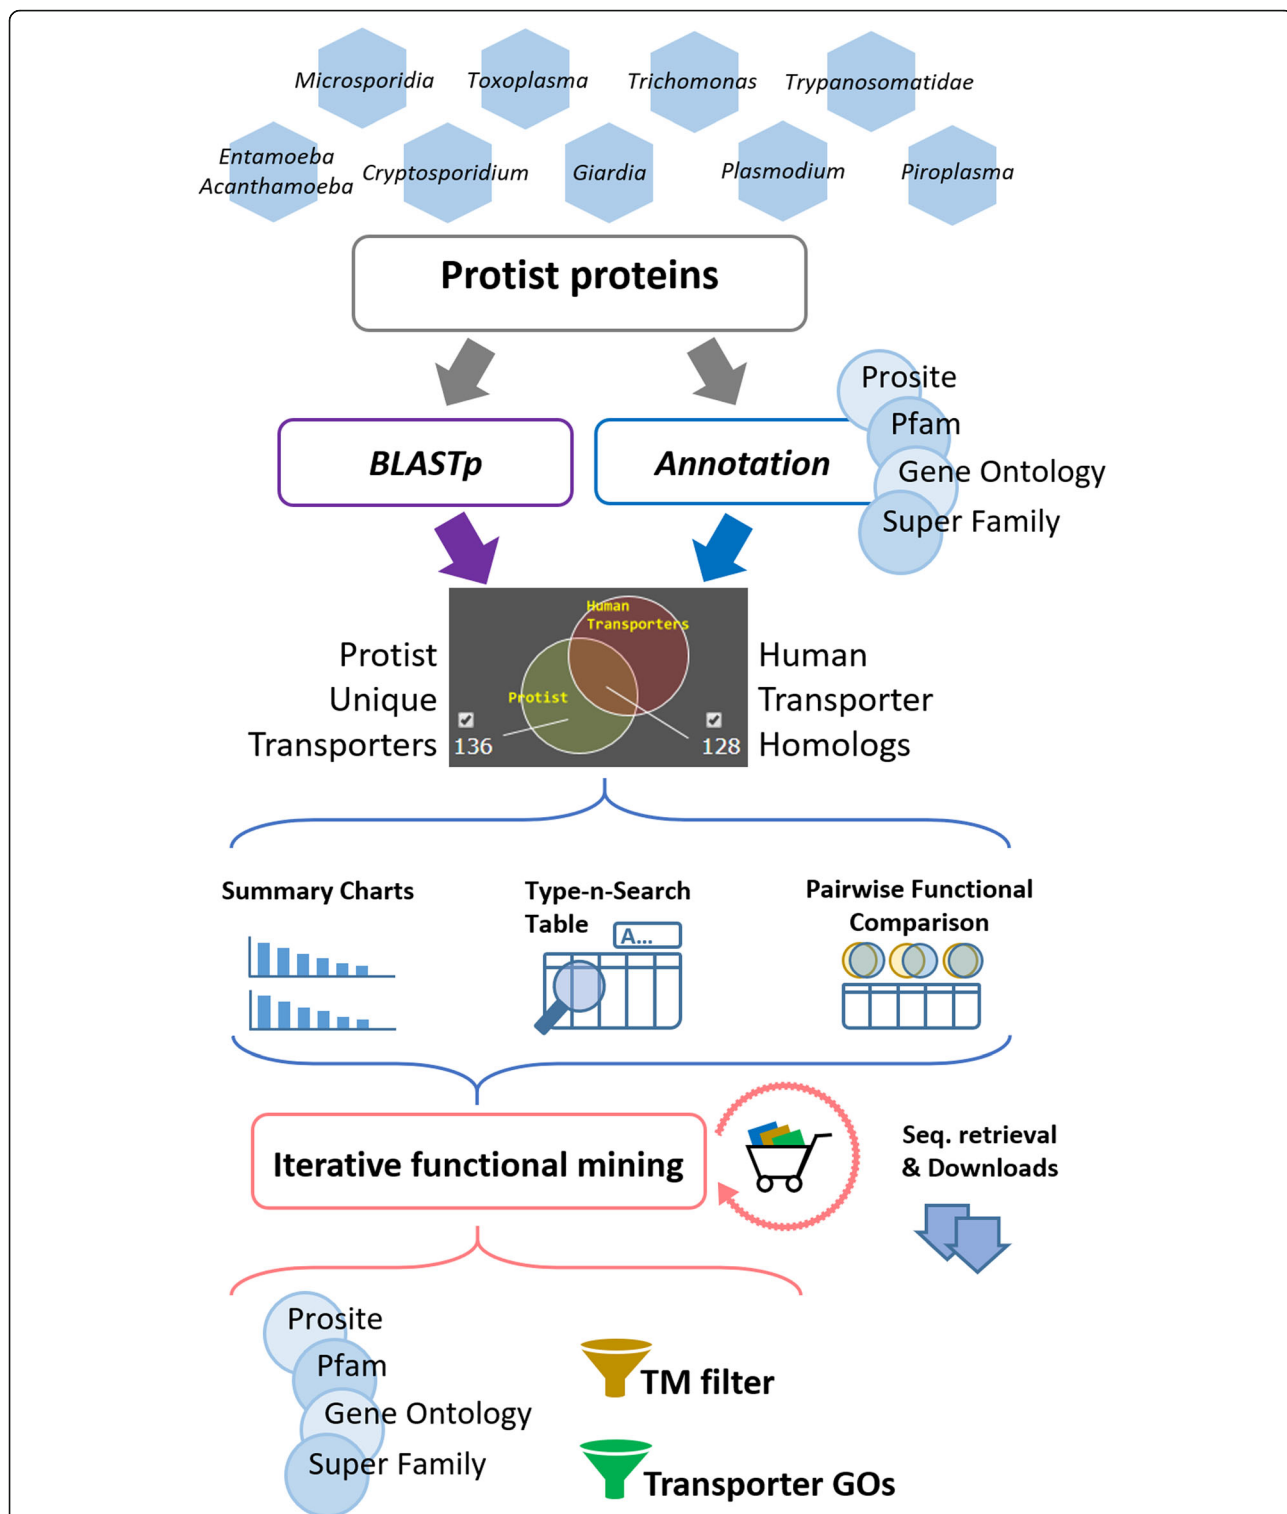 Microsporidia
Toxoplasma
Trichomonas
Trypanosomatidae
Entamoeba
Acanthamoeba
Cryptosporidium
Giardia
Plasmodium
Piroplasma
Protist proteins
BLASTp
Annotation
Prosite
Pfam
Gene Ontology
Super Family
Protist
Unique
Transporters
Human
Transporters
Protist
136
128
Human
Transporter
Homologs
Summary Charts
Type-n-Search
Table
A...
Pairwise Functional
Comparison
Iterative functional mining
Seq. retrieval
& Downloads
Prosite
Pfam
Gene Ontology
Super Family
TM filter
Transporter GOs